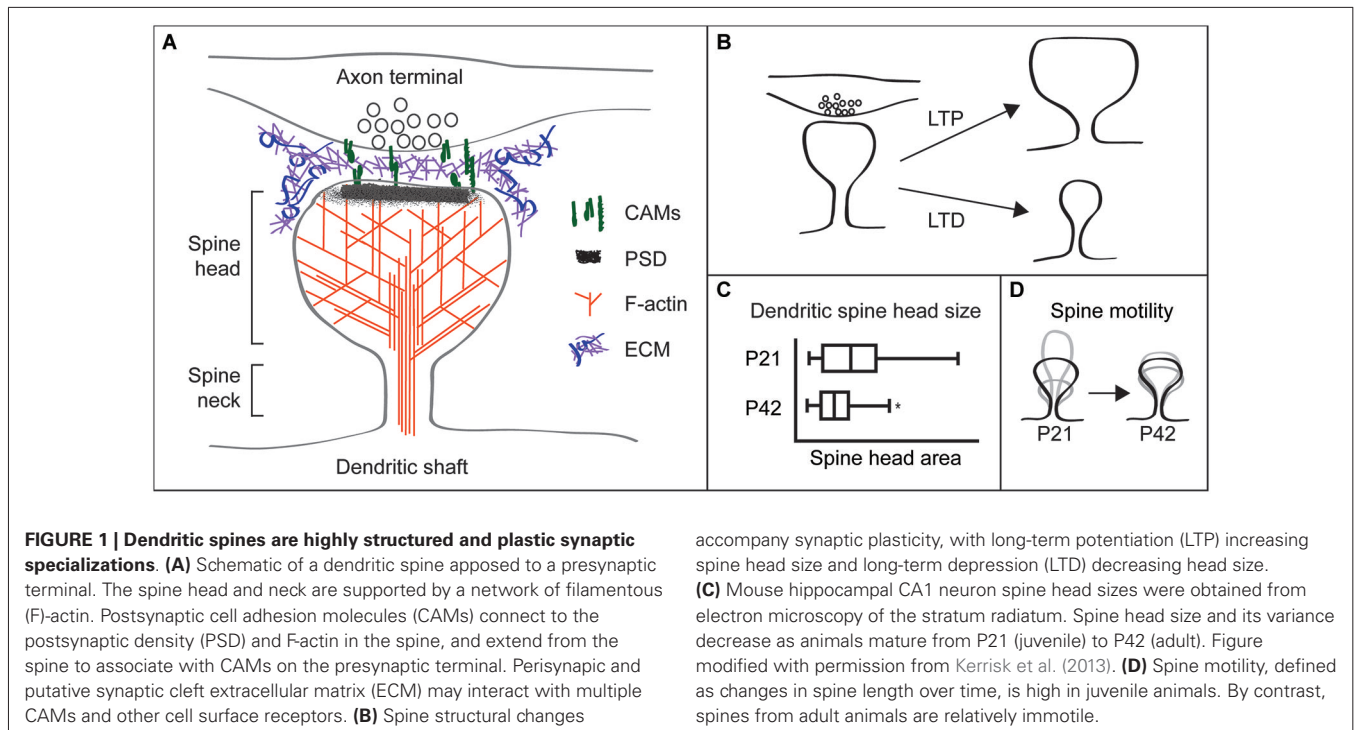 A
Axon terminal
Spine
head
Spine
neck
Dendritic shaft
CAMs
PSD
F-actin
ECM
B
LTP
LTD
C
Dendritic spine head size
P21
P42
*
Spine head area
D
Spine motility
P21
P42
FIGURE 1 | Dendritic spines are highly structured and plastic synaptic
specializations. (A) Schematic of a dendritic spine apposed to a presynaptic
terminal. The spine head and neck are supported by a network of filamentous
(F)-actin. Postsynaptic cell adhesion molecules (CAMs) connect to the
postsynaptic density (PSD) and F-actin in the spine, and extend from the
spine to associate with CAMs on the presynaptic terminal. Perisynapic and
putative synaptic cleft extracellular matrix (ECM) may interact with multiple
CAMs and other cell surface receptors. (B) Spine structural changes
accompany synaptic plasticity, with long-term potentiation (LTP) increasing
spine head size and long-term depression (LTD) decreasing head size.
(C) Mouse hippocampal CA1 neuron spine head sizes were obtained from
electron microscopy of the stratum radiatum. Spine head size and its variance
decrease as animals mature from P21 (juvenile) to P42 (adult). Figure
modified with permission from Kerrisk et al. (2013). (D) Spine motility, defined
as changes in spine length over time, is high in juvenile animals. By contrast,
spines from adult animals are relatively immotile.